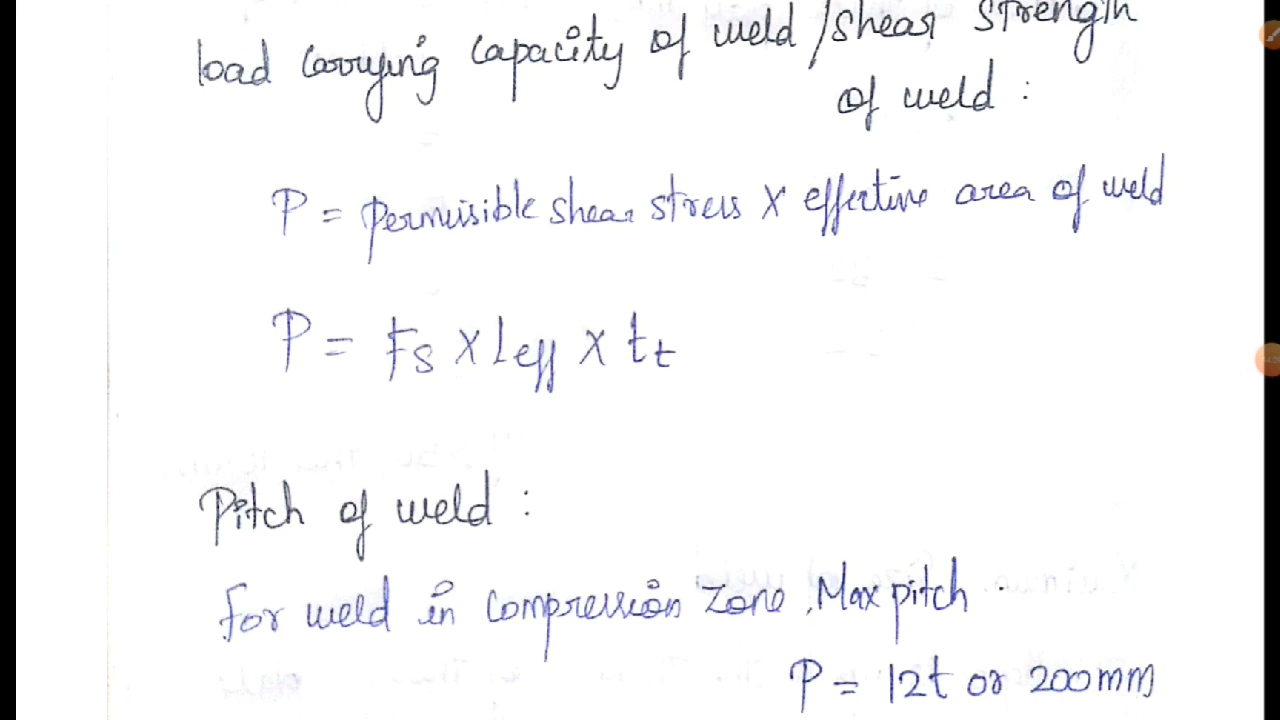 load carrying capacity of weld/shear strength
of weld :
P = permissible shear stress X effective area of weld
P = Fs X Leff X tt
Pitch of weld :
for weld in compression zone, Max pitch
P = 12t or 200mm